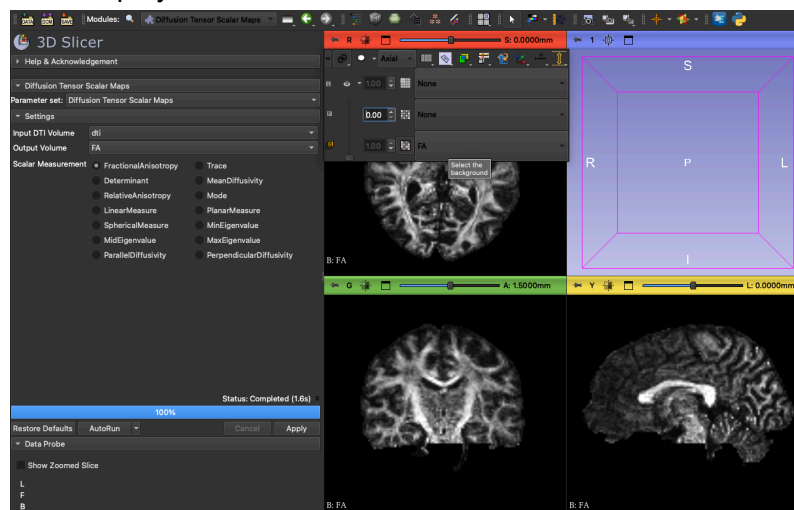 DATA DCM SAVE Modules: Diffusion Tensor Scalar Maps
3D Slicer
Help & Acknowledgement
Diffusion Tensor Scalar Maps
Parameter set: Diffusion Tensor Scalar Maps
Settings
Input DTI Volume dti
Output Volume FA
Scalar Measurement FractionalAnisotropy Trace
Determinant MeanDiffusivity
RelativeAnisotropy Mode
LinearMeasure PlanarMeasure
SphericalMeasure MinEigenvalue
MidEigenvalue MaxEigenvalue
ParallelDiffusivity PerpendicularDiffusivity
Status: Completed (1.6s)
100%
Restore Defaults AutoRun Cancel Apply
Data Probe
Show Zoomed Slice
L
F
B
R S: 0.0000mm
Axial
1.00 None
0.00 None
1.00 FA
Select the
background
B: FA
1
S
R P L
I
G A: 1.5000mm
B: FA
Y L: 0.0000mm
B: FA